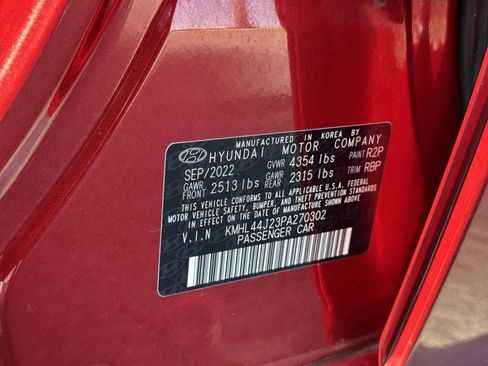 MANUFACTURED IN KOREA BY
HYUNDAI MOTOR COMPANY
SEP/2022 GVWR 4354 lbs PAINT R2P
GAWR FRONT 2513 lbs GAWR REAR 2315 lbs TRIM RBP
THIS VEHICLE CONFORMS TO ALL APPLICABLE U.S.A. FEDERAL
MOTOR VEHICLE SAFETY, BUMPER, AND THEFT PREVENTION
STANDARDS IN EFFECT ON THE DATE OF MANUFACTURE SHOWN ABOVE.
V.I.N KMHL44J23PA270302
PASSENGER CAR